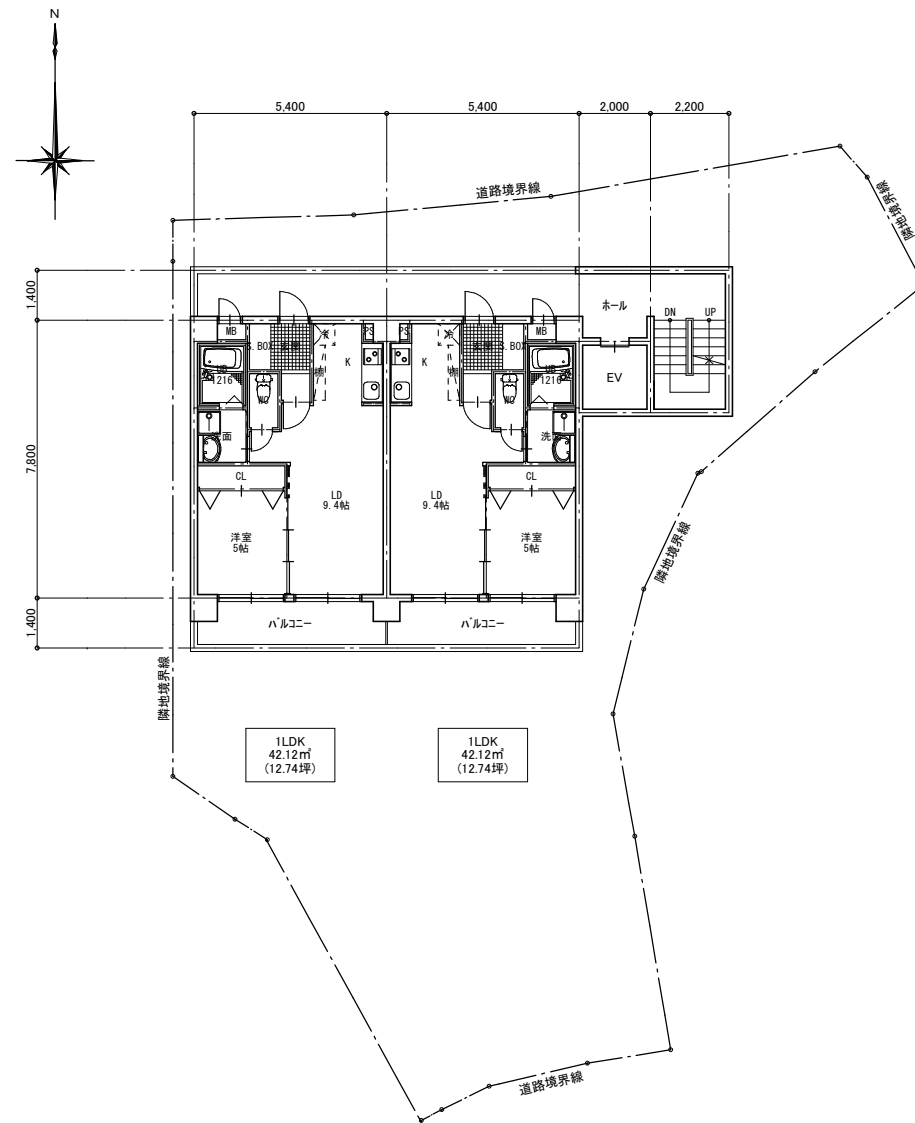 N
5,400
5,400
2,000
2,200
道路境界線
隣地境界線
1,400
7,800
1,400
ホール
DN
UP
MB
S.BOX
玄関
冷
PS
PS
冷
玄関
S.BOX
MB
UB
1216
WC
棚
K
K
棚
WC
UB
1216
EV
洗面
洗面
CL
CL
LD
9.4帖
LD
9.4帖
洋室
5帖
洋室
5帖
隣地境界線
バルコニー
バルコニー
隣地境界線
1LDK
42.12㎡
(12.74坪)
1LDK
42.12㎡
(12.74坪)
道路境界線